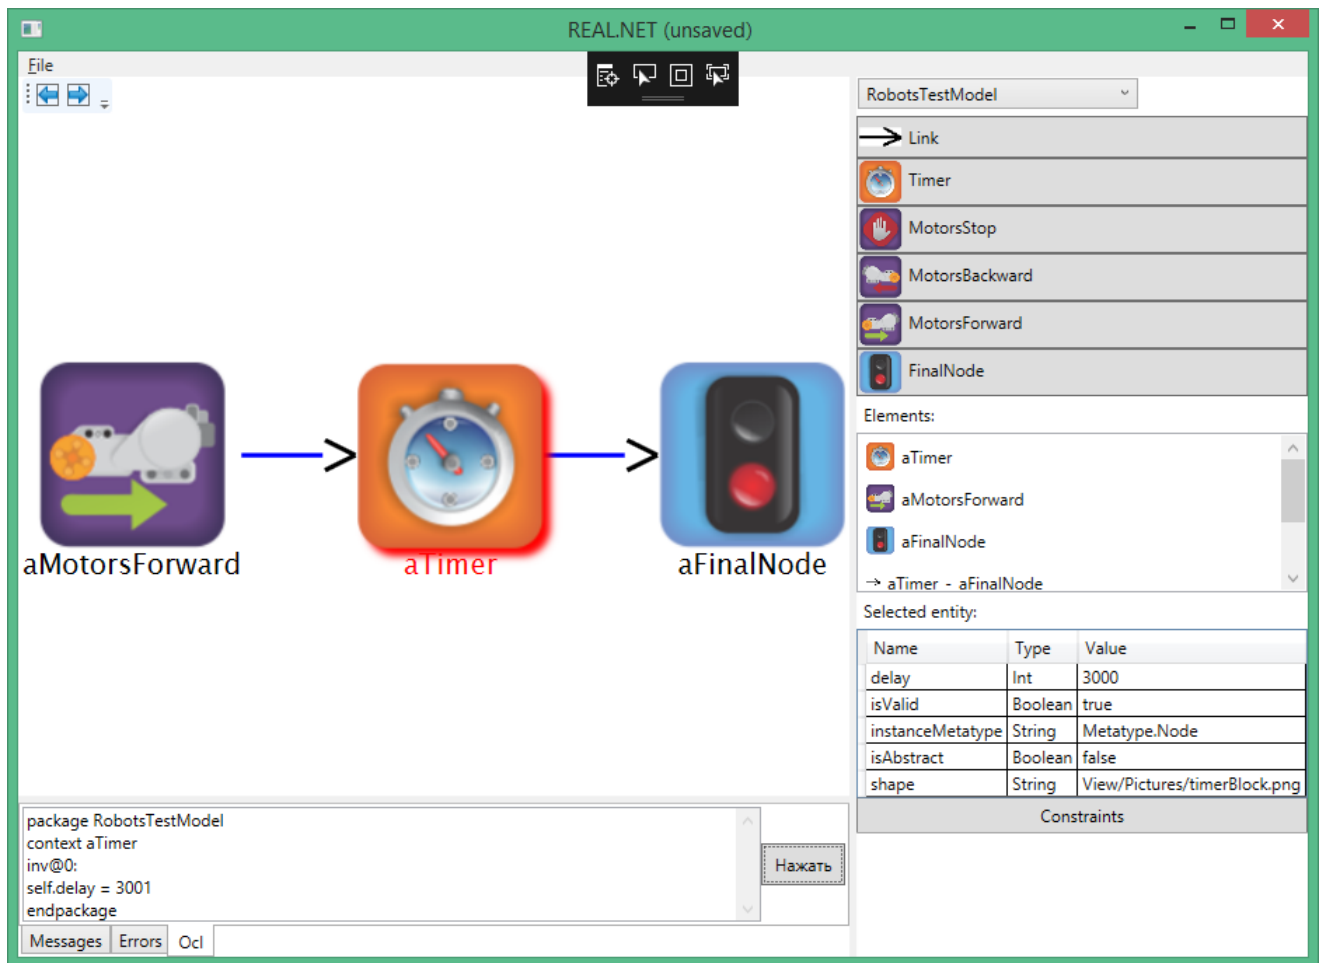 REAL.NET (unsaved)
File
RobotsTestModel
Link
Timer
MotorsStop
MotorsBackward
MotorsForward
FinalNode
aMotorsForward
aTimer
aFinalNode
Elements:
aTimer
aMotorsForward
aFinalNode
aTimer - aFinalNode
Selected entity:
Name Type Value
delay Int 3000
isValid Boolean true
instanceMetatype String Metatype.Node
isAbstract Boolean false
shape String View/Pictures/timerBlock.png
Constraints
package RobotsTestModel
context aTimer
inv@0:
self.delay = 3001
endpackage
Нажать
Messages Errors Ocl